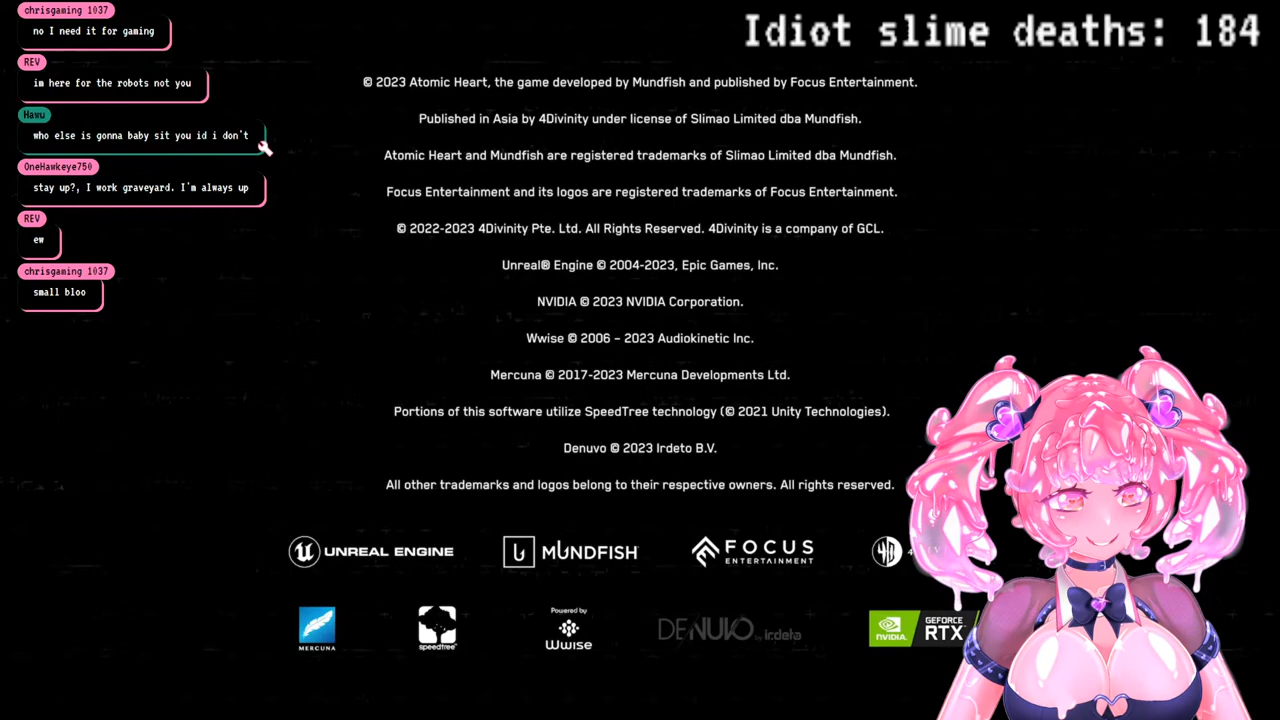 chrisgaming 1037
no I need it for gaming
REV
im here for the robots not you
Hawu
who else is gonna baby sit you id i don't
OneHawkeye750
stay up?, I work graveyard. I'm always up
REV
ew
chrisgaming 1037
small bloo
Idiot slime deaths: 184
© 2023 Atomic Heart, the game developed by Mundfish and published by Focus Entertainment.
Published in Asia by 4Divinity under license of Slimao Limited dba Mundfish.
Atomic Heart and Mundfish are registered trademarks of Slimao Limited dba Mundfish.
Focus Entertainment and its logos are registered trademarks of Focus Entertainment.
© 2022-2023 4Divinity Pte. Ltd. All Rights Reserved. 4Divinity is a company of GCL.
Unreal® Engine © 2004-2023, Epic Games, Inc.
NVIDIA © 2023 NVIDIA Corporation.
Wwise © 2006 – 2023 Audiokinetic Inc.
Mercuna © 2017-2023 Mercuna Developments Ltd.
Portions of this software utilize SpeedTree technology (© 2021 Unity Technologies).
Denuvo © 2023 Irdeto B.V.
All other trademarks and logos belong to their respective owners. All rights reserved.
UNREAL ENGINE
MUNDFISH
FOCUS
ENTERTAINMENT
MERCUNA
speedtree
Powered by
Wwise
DENUVO by irdeto
NVIDIA.
GEFORCE
RTX